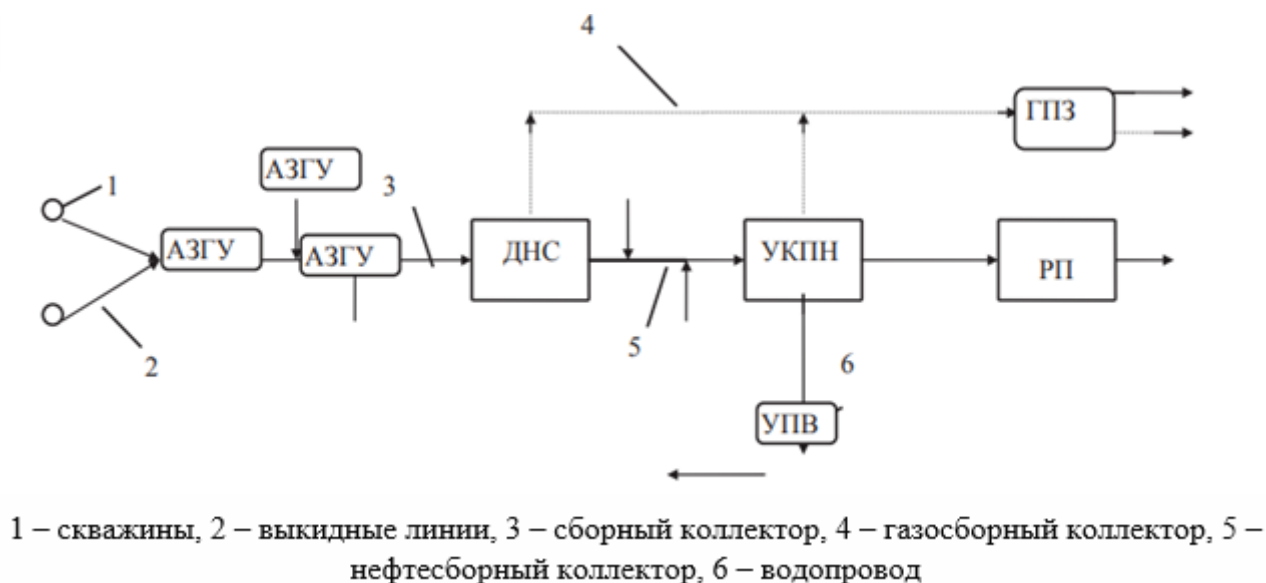 4
ГПЗ
1
АЗГУ
3
АЗГУ
АЗГУ
ДНС
УКПН
РП
2
5
6
УПВ
1 – скважины, 2 – выкидные линии, 3 – сборный коллектор, 4 – газосборный коллектор, 5 –
нефтесборный коллектор, 6 – водопровод